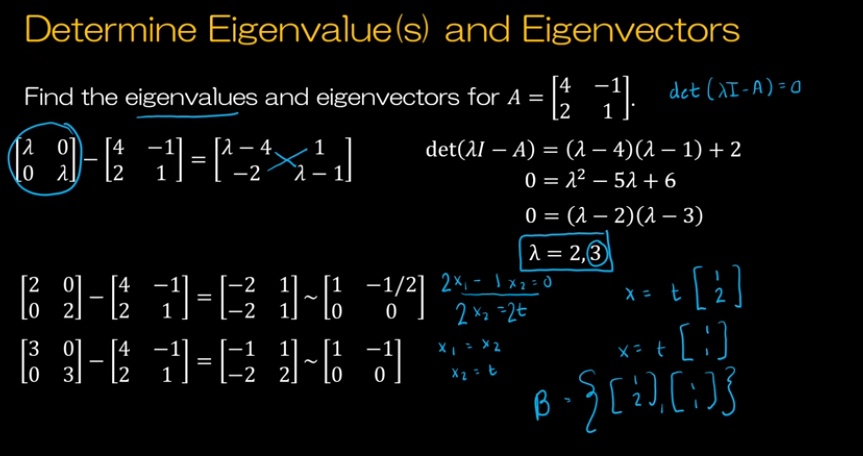 Determine Eigenvalue(s) and Eigenvectors
Find the eigenvalues and eigenvectors for A = [4 −1; 2 1]. det(λI-A)=0
[λ 0; 0 λ] − [4 −1; 2 1] = [λ − 4 1; −2 λ − 1]
det(λI − A) = (λ − 4)(λ − 1) + 2
0 = λ² − 5λ + 6
0 = (λ − 2)(λ − 3)
λ = 2,3
[2 0; 0 2] − [4 −1; 2 1] = [−2 1; −2 1] ~ [1 −1/2; 0 0]
2x₁ - 1x₂=0
2x₂=2t
x = t [1; 2]
[3 0; 0 3] − [4 −1; 2 1] = [−1 1; −2 2] ~ [1 −1; 0 0]
x₁ = x₂
x₂ = t
x = t [1; 1]
B = {[1; 2], [1; 1]}